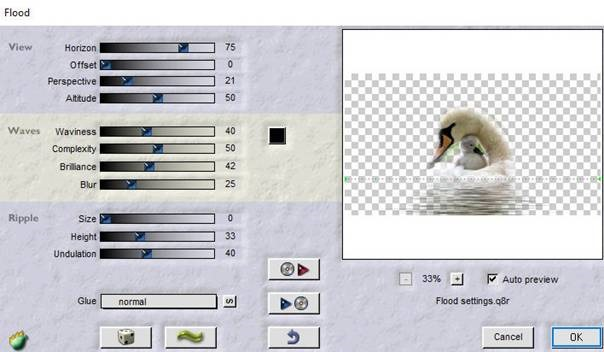 Flood
View
Horizon 75
Offset 0
Perspective 21
Altitude 50
Waves
Waviness 40
Complexity 50
Brilliance 42
Blur 25
Ripple
Size 0
Height 33
Undulation 40
Glue normal S
- 33% + Auto preview
Flood settings.q8r
Cancel OK